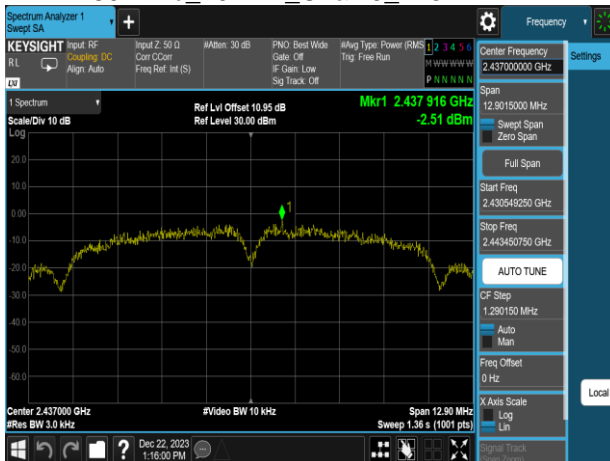 Spectrum Analyzer 1
Swept SA
+
Frequency
KEYSIGHT
RL
LXI
Input: RF
Coupling: DC
Align: Auto
Input Z: 50 Ω
Corr CCorr
Freq Ref: Int (S)
#Atten: 30 dB
PNO: Best Wide
Gate: Off
IF Gain: Low
Sig Track: Off
#Avg Type: Power (RMS
Trig: Free Run
1 2 3 4 5 6
M W W W W W
P N N N N N
1 Spectrum
Scale/Div 10 dB
Log
Ref Lvl Offset 10.95 dB
Ref Level 30.00 dBm
Mkr1 2.437 916 GHz
-2.51 dBm
20.0
10.0
0.00
-10.0
-20.0
-30.0
-40.0
-50.0
-60.0
1
Center 2.437000 GHz
#Res BW 3.0 kHz
#Video BW 10 kHz
Span 12.90 MHz
Sweep 1.36 s (1001 pts)
Dec 22, 2023
1:16:00 PM
?
Center Frequency
2.437000000 GHz
Span
12.9015000 MHz
Swept Span
Zero Span
Full Span
Start Freq
2.430549250 GHz
Stop Freq
2.443450750 GHz
AUTO TUNE
CF Step
1.290150 MHz
Auto
Man
Freq Offset
0 Hz
X Axis Scale
Log
Lin
Signal Track
(Span Zoom)
Settings
Local